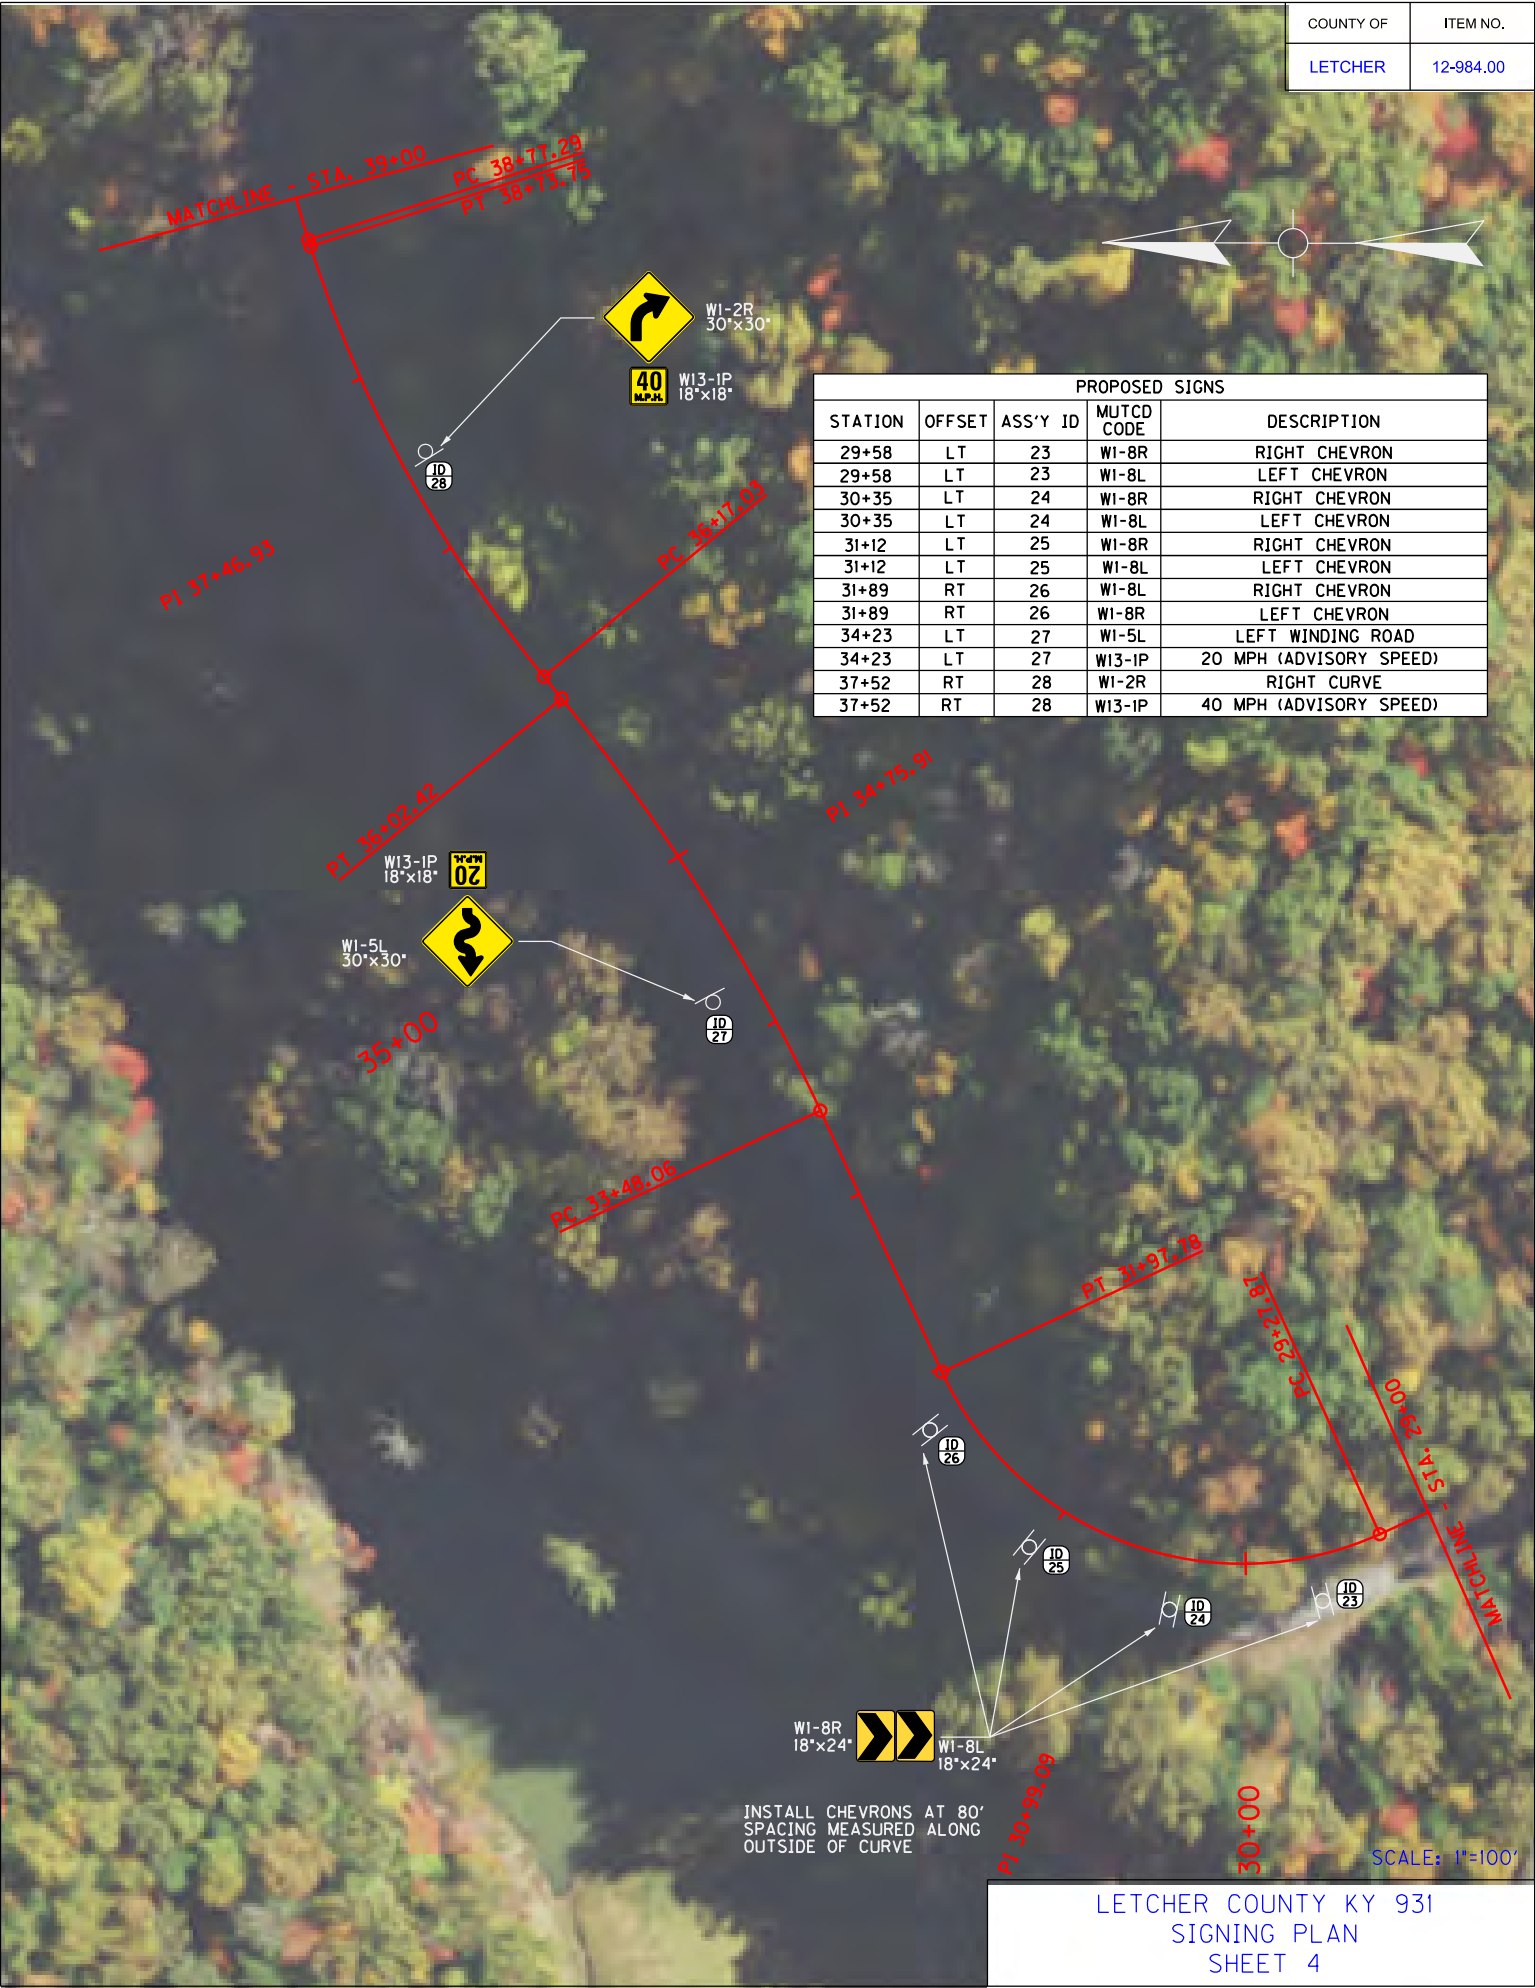 COUNTY OF ITEM NO.
LETCHER 12-984.00
MATCHLINE - STA. 39+00
PC 38+77.29
PT 38+73.75
W1-2R
30"x30"
40
M.P.H.
W13-1P
18"x18"
ID
28
PROPOSED SIGNS
STATION OFFSET ASS'Y ID MUTCD CODE DESCRIPTION
29+58 LT 23 W1-8R RIGHT CHEVRON
29+58 LT 23 W1-8L LEFT CHEVRON
30+35 LT 24 W1-8R RIGHT CHEVRON
30+35 LT 24 W1-8L LEFT CHEVRON
31+12 LT 25 W1-8R RIGHT CHEVRON
31+12 LT 25 W1-8L LEFT CHEVRON
31+89 RT 26 W1-8L RIGHT CHEVRON
31+89 RT 26 W1-8R LEFT CHEVRON
34+23 LT 27 W1-5L LEFT WINDING ROAD
34+23 LT 27 W13-1P 20 MPH (ADVISORY SPEED)
37+52 RT 28 W1-2R RIGHT CURVE
37+52 RT 28 W13-1P 40 MPH (ADVISORY SPEED)
PC 36+17.03
PI 37+46.93
PI 34+75.91
PT 36+02.42
W13-1P
18"x18"
20
M.P.H.
W1-5L
30"x30"
ID
27
35+00
PC 33+48.06
PT 31+97.78
PC 29+27.87
MATCHLINE - STA. 29+00
ID
26
ID
25
ID
24
ID
23
W1-8R
18"x24"
W1-8L
18"x24"
PI 30+99.09
30+00
INSTALL CHEVRONS AT 80'
SPACING MEASURED ALONG
OUTSIDE OF CURVE
SCALE: 1"=100'
LETCHER COUNTY KY 931
SIGNING PLAN
SHEET 4